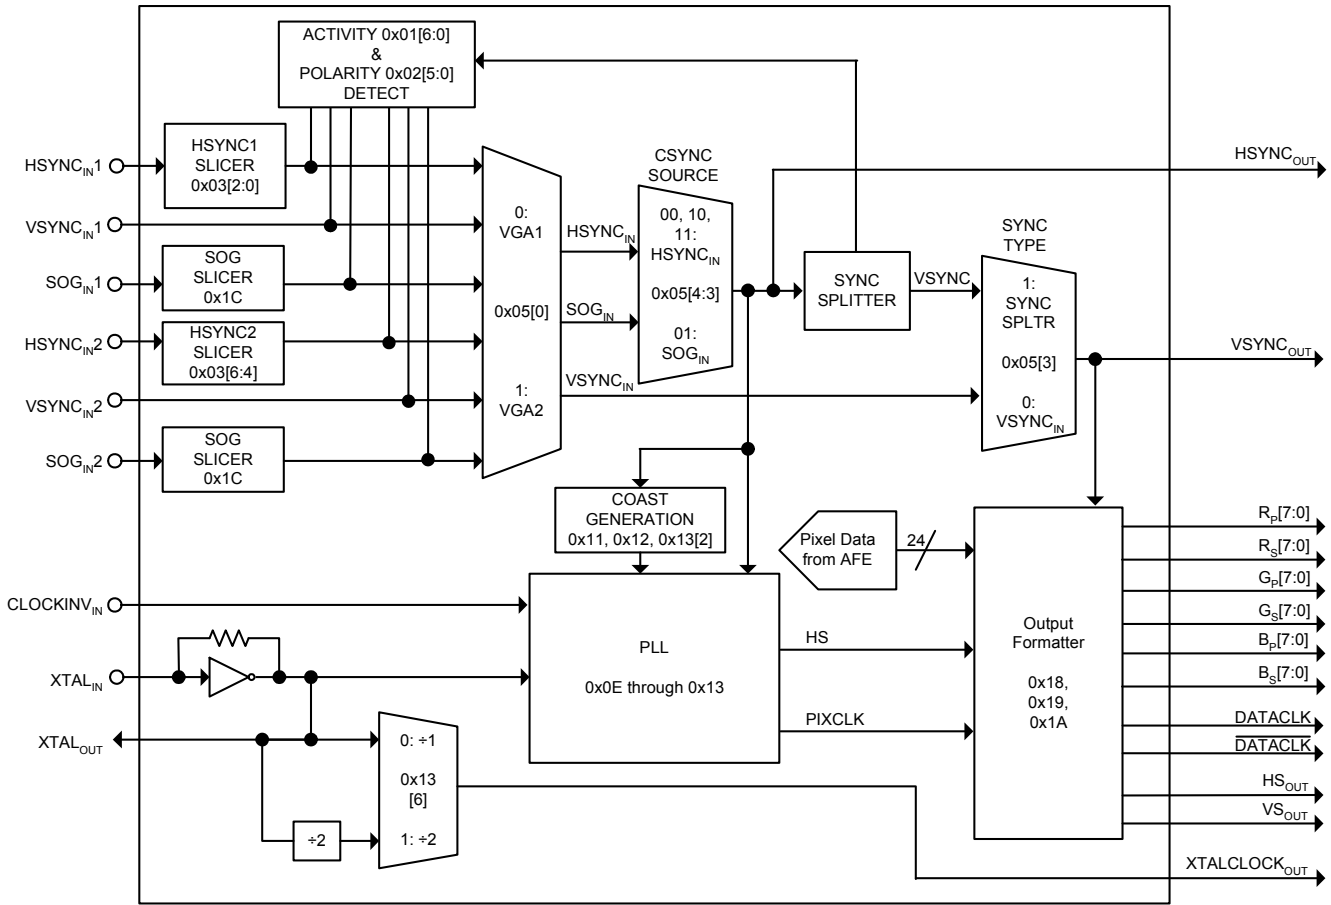 ACTIVITY 0x01[6:0]
&
POLARITY 0x02[5:0]
DETECT
HSYNCIN1
HSYNC1
SLICER
0x03[2:0]
VSYNCIN1
SOGIN1
SOG
SLICER
0x1C
HSYNCIN2
HSYNC2
SLICER
0x03[6:4]
VSYNCIN2
SOGIN2
SOG
SLICER
0x1C
0:
VGA1
0x05[0]
1:
VGA2
HSYNCIN
SOGIN
VSYNCIN
CSYNC
SOURCE
00, 10,
11:
HSYNCIN
0x05[4:3]
01:
SOGIN
SYNC
SPLITTER
VSYNC
SYNC
TYPE
1:
SYNC
SPLTR
0x05[3]
0:
VSYNCIN
HSYNCOUT
VSYNCOUT
COAST
GENERATION
0x11, 0x12, 0x13[2]
Pixel Data
from AFE
24
CLOCKINVIN
XTALIN
XTALOUT
PLL
0x0E through 0x13
HS
PIXCLK
0: ÷1
0x13
[6]
1: ÷2
÷2
Output
Formatter
0x18,
0x19,
0x1A
RP[7:0]
RS[7:0]
GP[7:0]
GS[7:0]
BP[7:0]
BS[7:0]
DATACLK
DATACLK
HSOUT
VSOUT
XTALCLOCKOUT